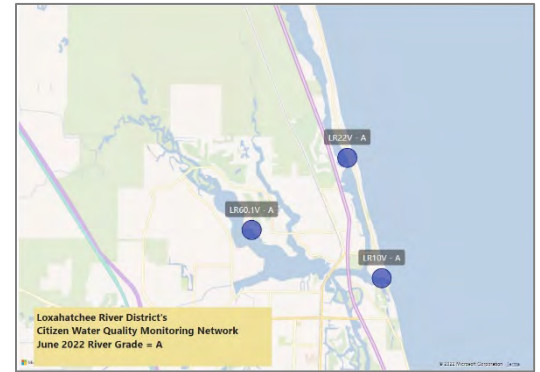 LR22V - A
LR60.1V - A
LR10V - A
Loxahatchee River District's
Citizen Water Quality Monitoring Network
June 2022 River Grade = A
© 2022 Microsoft Corporation